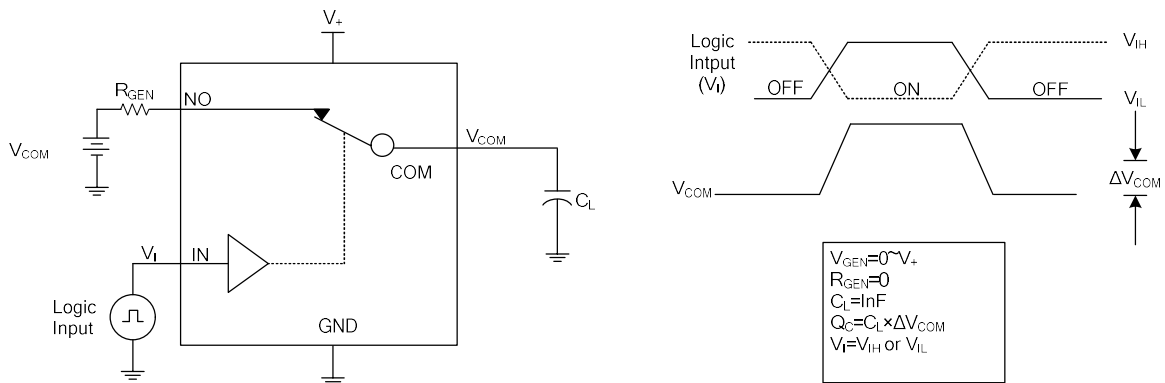 V+
RGEN
NO
VCOM
VCOM
COM
CL
VI
IN
Logic
Input
GND
Logic
Intput
(VI)
OFF
ON
OFF
VIH
VIL
VCOM
ΔVCOM
VGEN=0~V+
RGEN=0
CL=InF
QC=CL×ΔVCOM
VI=VIH or VIL